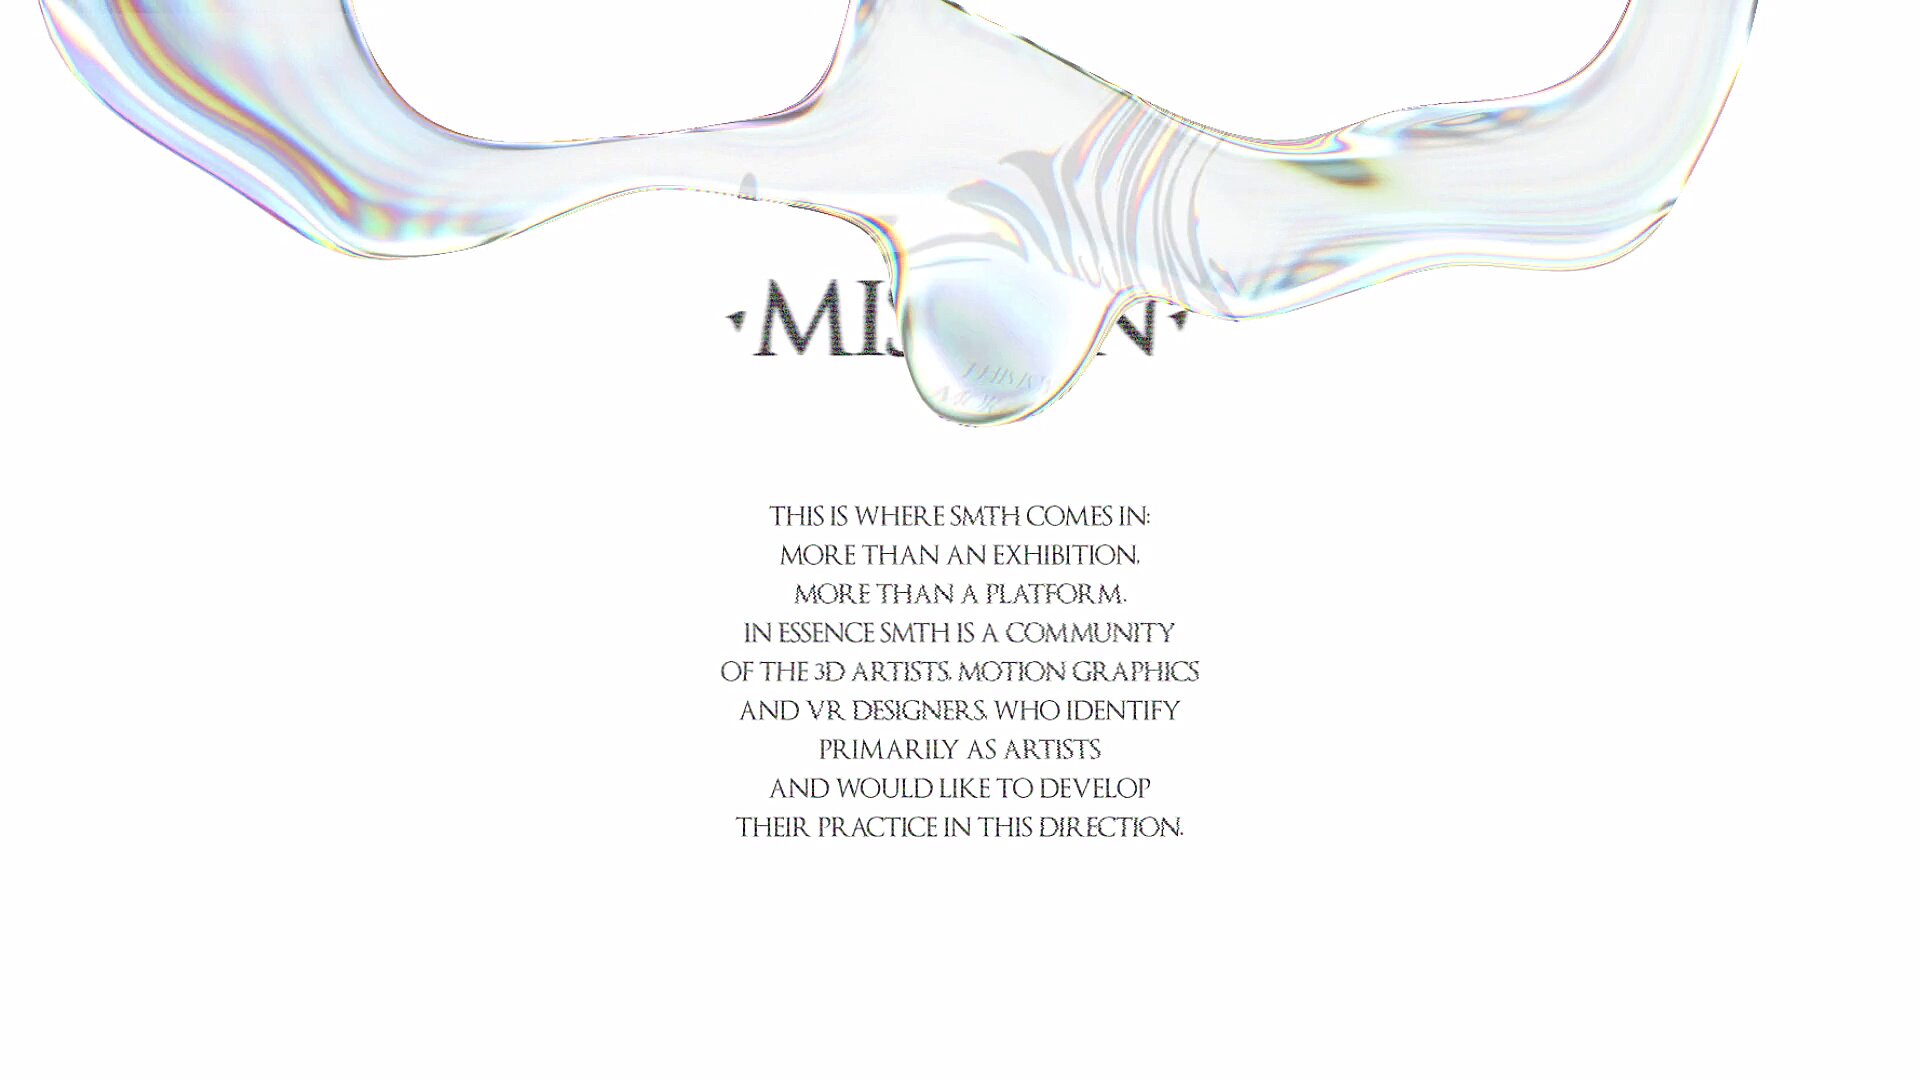 THIS IS WHERE SMTH COMES IN:
MORE THAN AN EXHIBITION,
MORE THAN A PLATFORM.
IN ESSENCE SMTH IS A COMMUNITY
OF THE 3D ARTISTS, MOTION GRAPHICS
AND VR DESIGNERS, WHO IDENTIFY
PRIMARILY AS ARTISTS
AND WOULD LIKE TO DEVELOP
THEIR PRACTICE IN THIS DIRECTION.